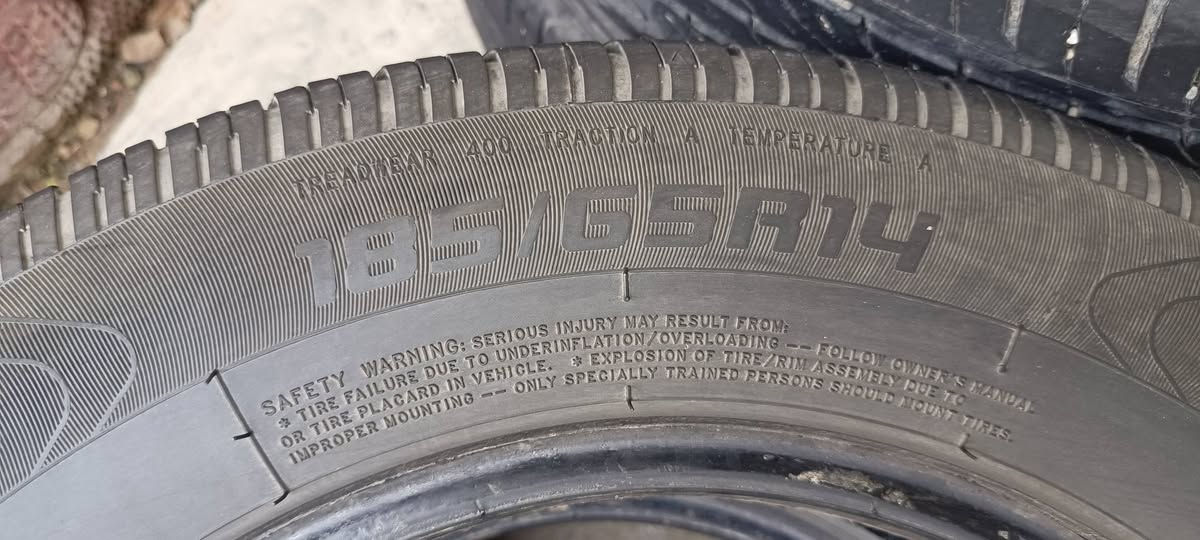 TREADWEAR 400 TRACTION A TEMPERATURE A
185/65R14
SAFETY WARNING: SERIOUS INJURY MAY RESULT FROM:
* TIRE FAILURE DUE TO UNDERINFLATION/OVERLOADING -- FOLLOW OWNER'S MANUAL
OR TIRE PLACARD IN VEHICLE. * EXPLOSION OF TIRE/RIM ASSEMBLY DUE TO
IMPROPER MOUNTING -- ONLY SPECIALLY TRAINED PERSONS SHOULD MOUNT TIRES.